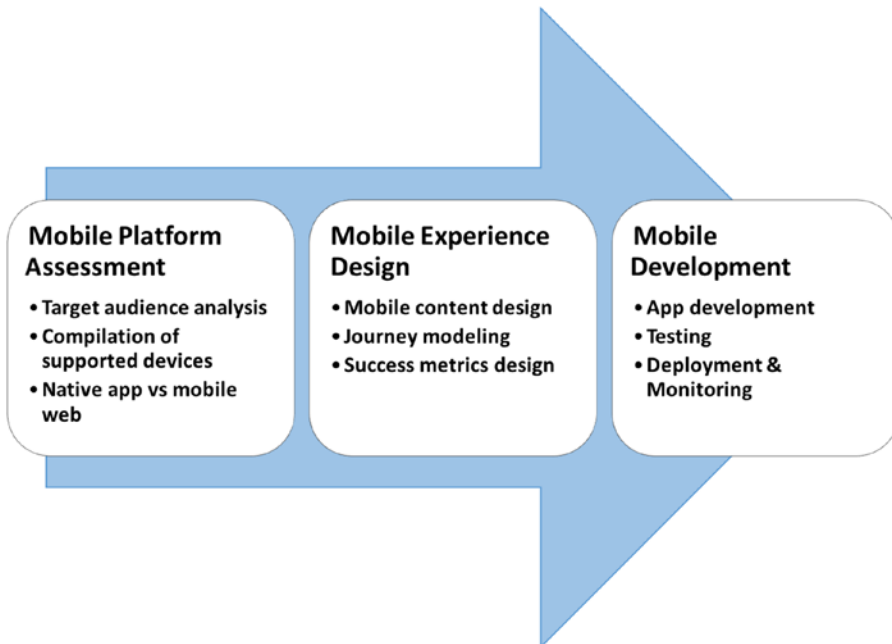 Mobile Platform
Assessment
• Target audience analysis
• Compilation of
supported devices
• Native app vs mobile
web
Mobile Experience
Design
• Mobile content design
• Journey modeling
• Success metrics design
Mobile
Development
• App development
• Testing
• Deployment &
Monitoring